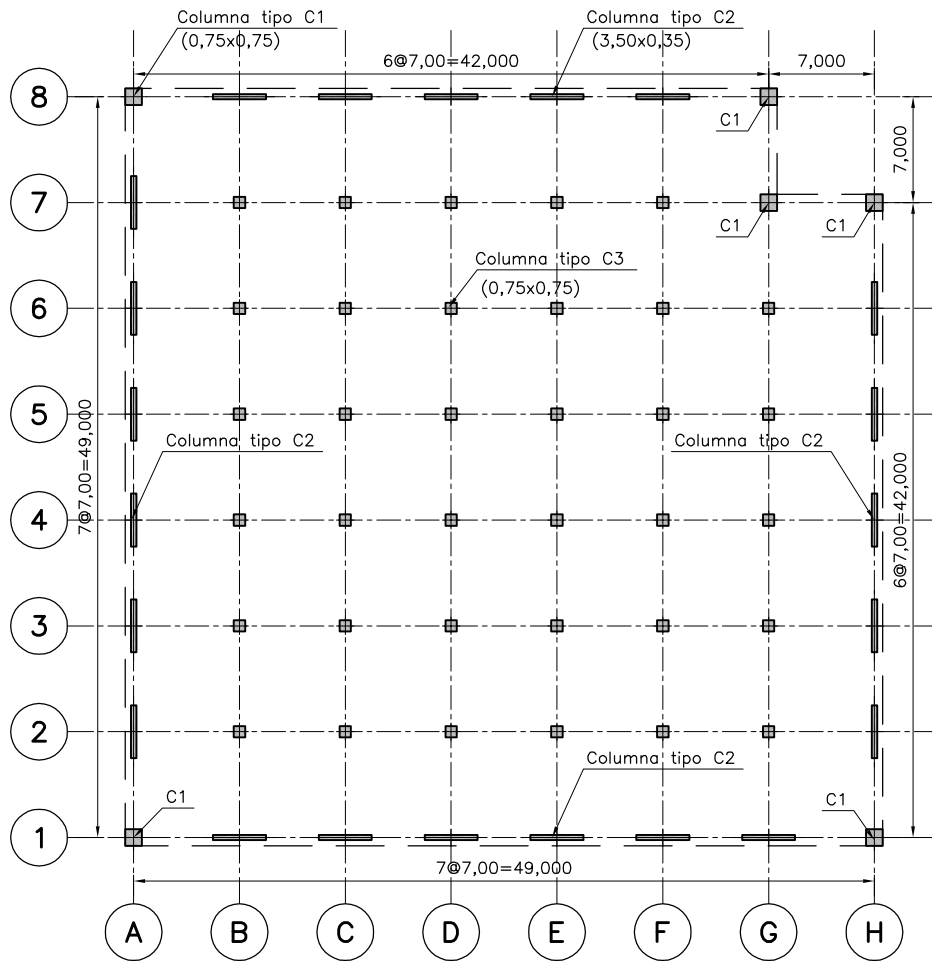 Columna tipo C1
(0,75x0,75)
Columna tipo C2
(3,50x0,35)
6@7,00=42,000
7,000
8
C1
7,000
7
C1
C1
Columna tipo C3
(0,75x0,75)
6
5
7@7,00=49,000
Columna tipo C2
Columna tipo C2
4
6@7,00=42,000
3
2
Columna tipo C2
C1
C1
1
7@7,00=49,000
A
B
C
D
E
F
G
H